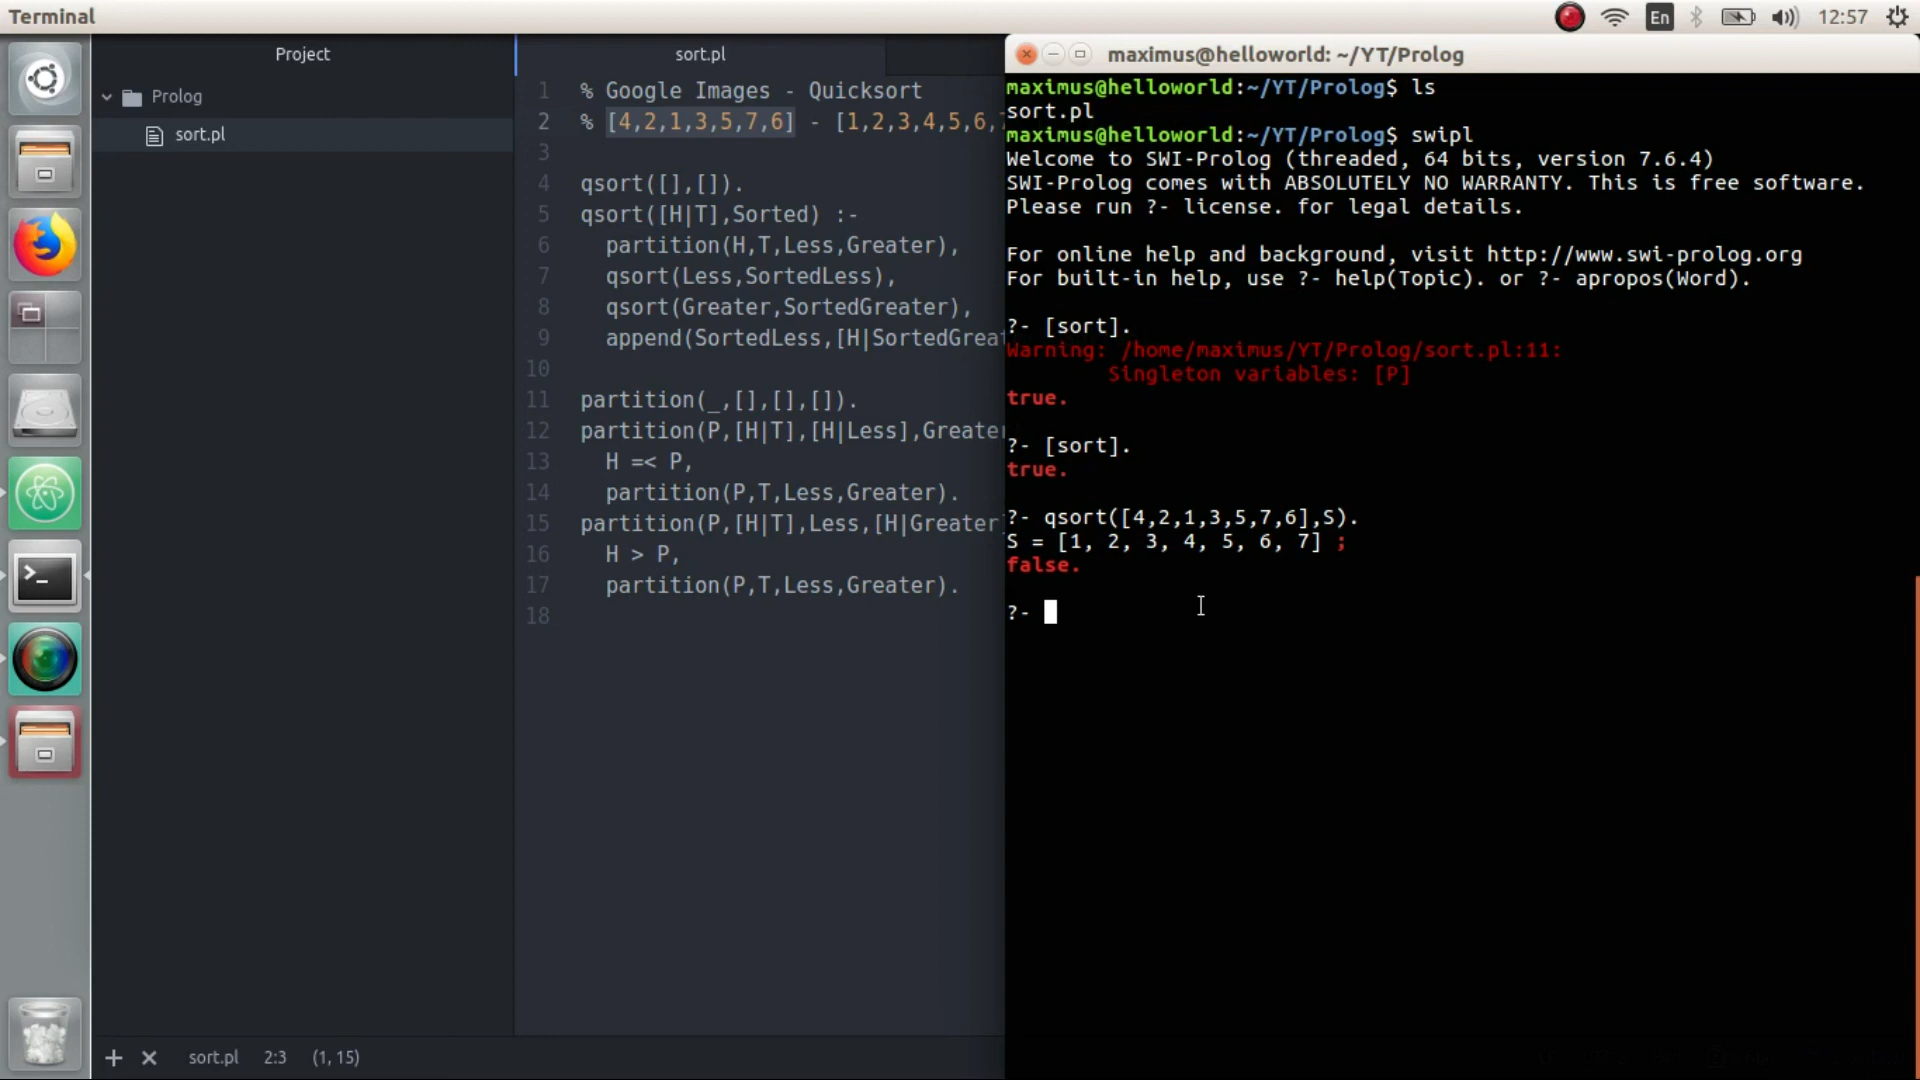 Terminal
En
12:57
Project
Prolog
sort.pl
sort.pl
1 % Google Images - Quicksort
2 % [4,2,1,3,5,7,6] - [1,2,3,4,5,6,7
3
4 qsort([],[]).
5 qsort([H|T],Sorted) :-
6 partition(H,T,Less,Greater),
7 qsort(Less,SortedLess),
8 qsort(Greater,SortedGreater),
9 append(SortedLess,[H|SortedGreat
10
11 partition(_,[],[],[]).
12 partition(P,[H|T],[H|Less],Greater
13 H =< P,
14 partition(P,T,Less,Greater).
15 partition(P,[H|T],Less,[H|Greater]
16 H > P,
17 partition(P,T,Less,Greater).
18
sort.pl 2:3 (1, 15)
maximus@helloworld: ~/YT/Prolog
maximus@helloworld:~/YT/Prolog$ ls
sort.pl
maximus@helloworld:~/YT/Prolog$ swipl
Welcome to SWI-Prolog (threaded, 64 bits, version 7.6.4)
SWI-Prolog comes with ABSOLUTELY NO WARRANTY. This is free software.
Please run ?- license. for legal details.
For online help and background, visit http://www.swi-prolog.org
For built-in help, use ?- help(Topic). or ?- apropos(Word).
?- [sort].
Warning: /home/maximus/YT/Prolog/sort.pl:11:
Singleton variables: [P]
true.
?- [sort].
true.
?- qsort([4,2,1,3,5,7,6],S).
S = [1, 2, 3, 4, 5, 6, 7] ;
false.
?-